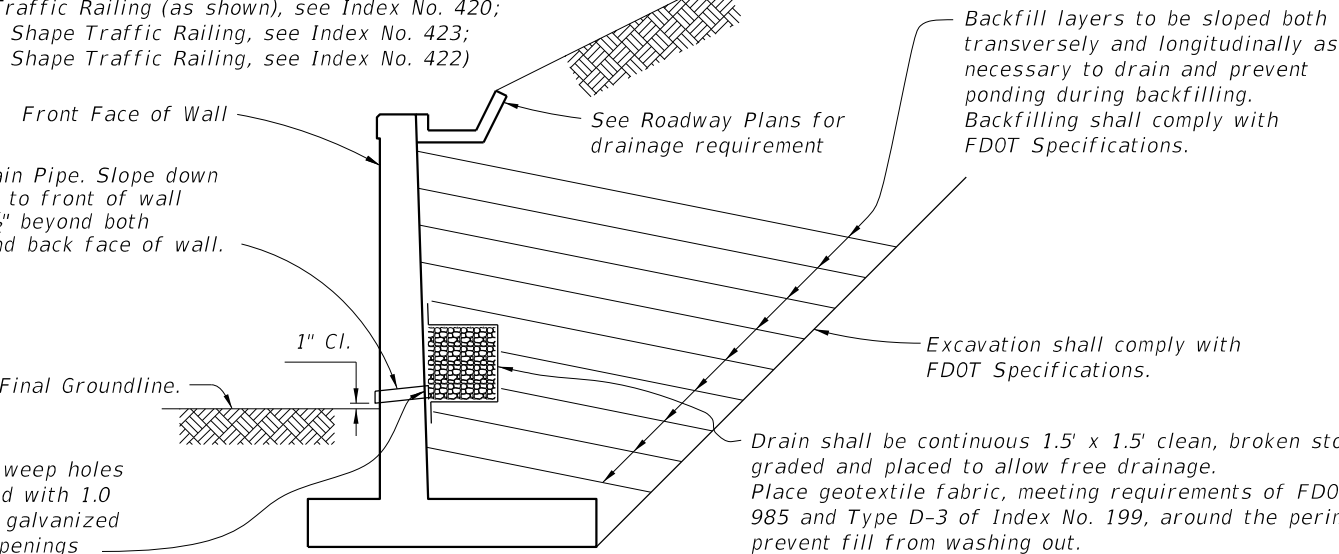 Traffic Railing (as shown), see Index No. 420;
Shape Traffic Railing, see Index No. 423;
Shape Traffic Railing, see Index No. 422)
Front Face of Wall
Pipe. Slope down
to front of wall
beyond both
back face of wall.
1" Cl.
Final Groundline.
weep holes
with 1.0
galvanized
See Roadway Plans for
drainage requirement
Backfill layers to be sloped both
transversely and longitudinally as
necessary to drain and prevent
ponding during backfilling.
Backfilling shall comply with
FDOT Specifications.
Excavation shall comply with
FDOT Specifications.
Drain shall be continuous 1.5' x 1.5' clean, broken
graded and placed to allow free drainage.
Place geotextile fabric, meeting requirements of
985 and Type D-3 of Index No. 199, around the
prevent fill from washing out.